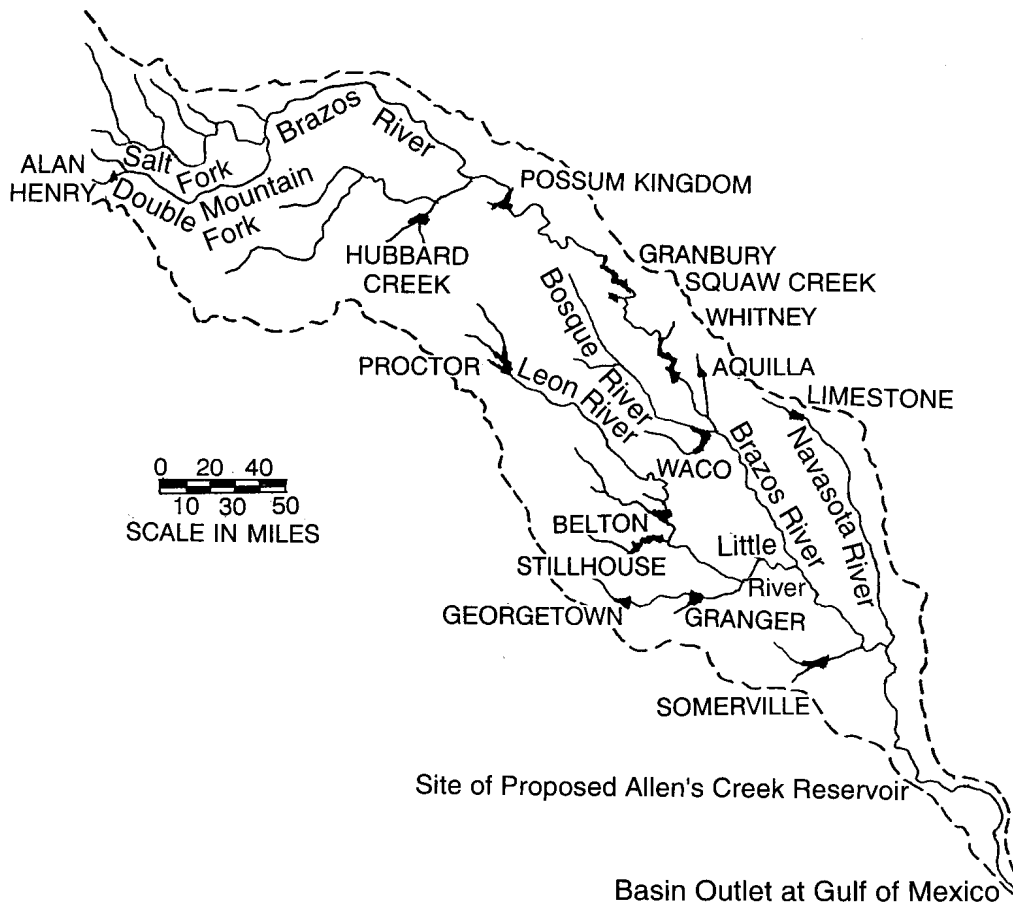 Brazos
River
Salt
Fork
ALAN
HENRY
Double Mountain
Fork
POSSUM KINGDOM
HUBBARD
CREEK
GRANBURY
SQUAW CREEK
WHITNEY
Bosque
River
PROCTOR
Leon River
AQUILLA
LIMESTONE
WACO
Brazos River
Navasota River
0 20 40
10 30 50
SCALE IN MILES
BELTON
STILLHOUSE
Little
River
GEORGETOWN
GRANGER
SOMERVILLE
Site of Proposed Allen's Creek Reservoir
Basin Outlet at Gulf of Mexico